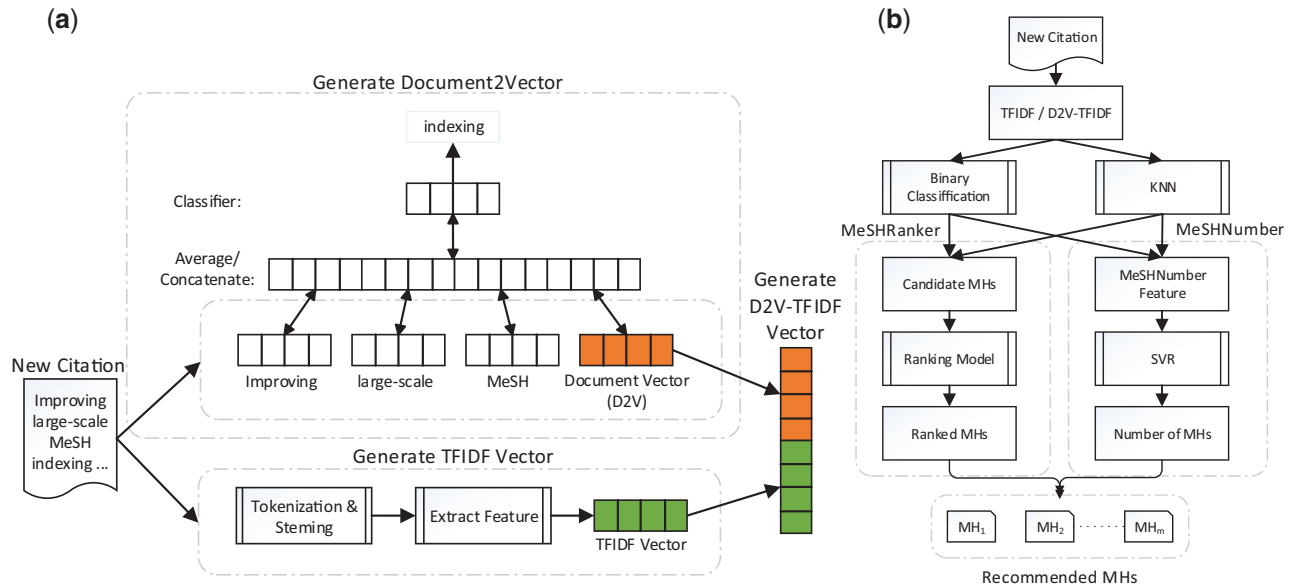 (a)
Generate Document2Vector
indexing
Classifier:
Average/
Concatenate:
Improving
large-scale
MeSH
Document Vector
(D2V)
New Citation
Improving
large-scale
MeSH
indexing ...
Generate TFIDF Vector
Tokenization &
Steming
Extract Feature
TFIDF Vector
Generate
D2V-TFIDF
Vector
(b)
New Citation
TFIDF / D2V-TFIDF
Binary
Classiffication
KNN
MeSHRanker
MeSHNumber
Candidate MHs
MeSHNumber
Feature
Ranking Model
SVR
Ranked MHs
Number of MHs
MH1
MH2
MHm
Recommended MHs